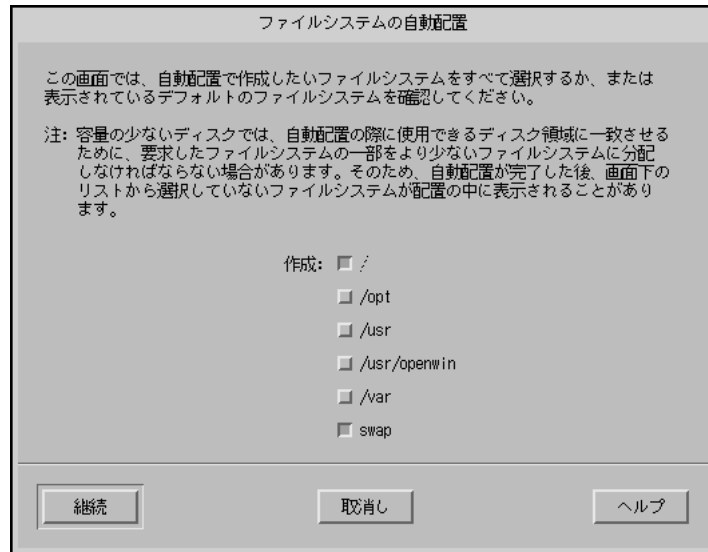 ファイルシステムの自動配置
この画面では、自動配置で作成したいファイルシステムをすべて選択するか、または
表示されているデフォルトのファイルシステムを確認してください。
注: 容量の少ないディスクでは、自動配置の際に使用できるディスク領域に一致させる
ために、要求したファイルシステムの一部をより少ないファイルシステムに分配
しなければならない場合があります。そのため、自動配置が完了した後、画面下の
リストから選択していないファイルシステムが配置の中に表示されることがあり
ます。
作成: /
/opt
/usr
/usr/openwin
/var
swap
継続 取消し ヘルプ